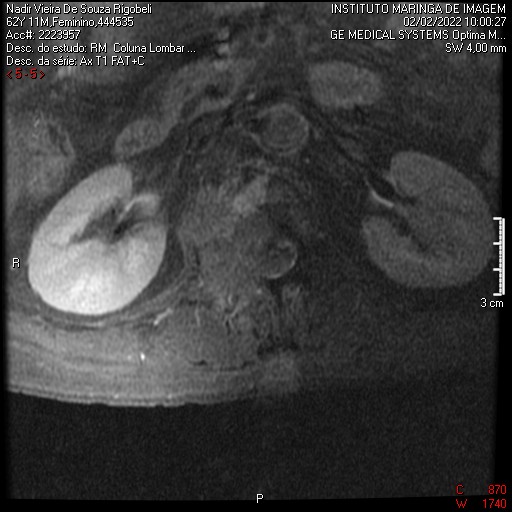 Nadir Vieira De Souza Rigobeli
62Y 11M,Feminino,444535
Acc#: 2223957
Desc. do estudo: RM Coluna Lombar ...
Desc. da série: Ax T1 FAT+C
< 5 - 5 >
INSTITUTO MARINGA DE IMAGEM
02/02/2022 10:00:27
GE MEDICAL SYSTEMS Optima M...
SW 4,00 mm
R
3 cm
P
C 870
W 1740